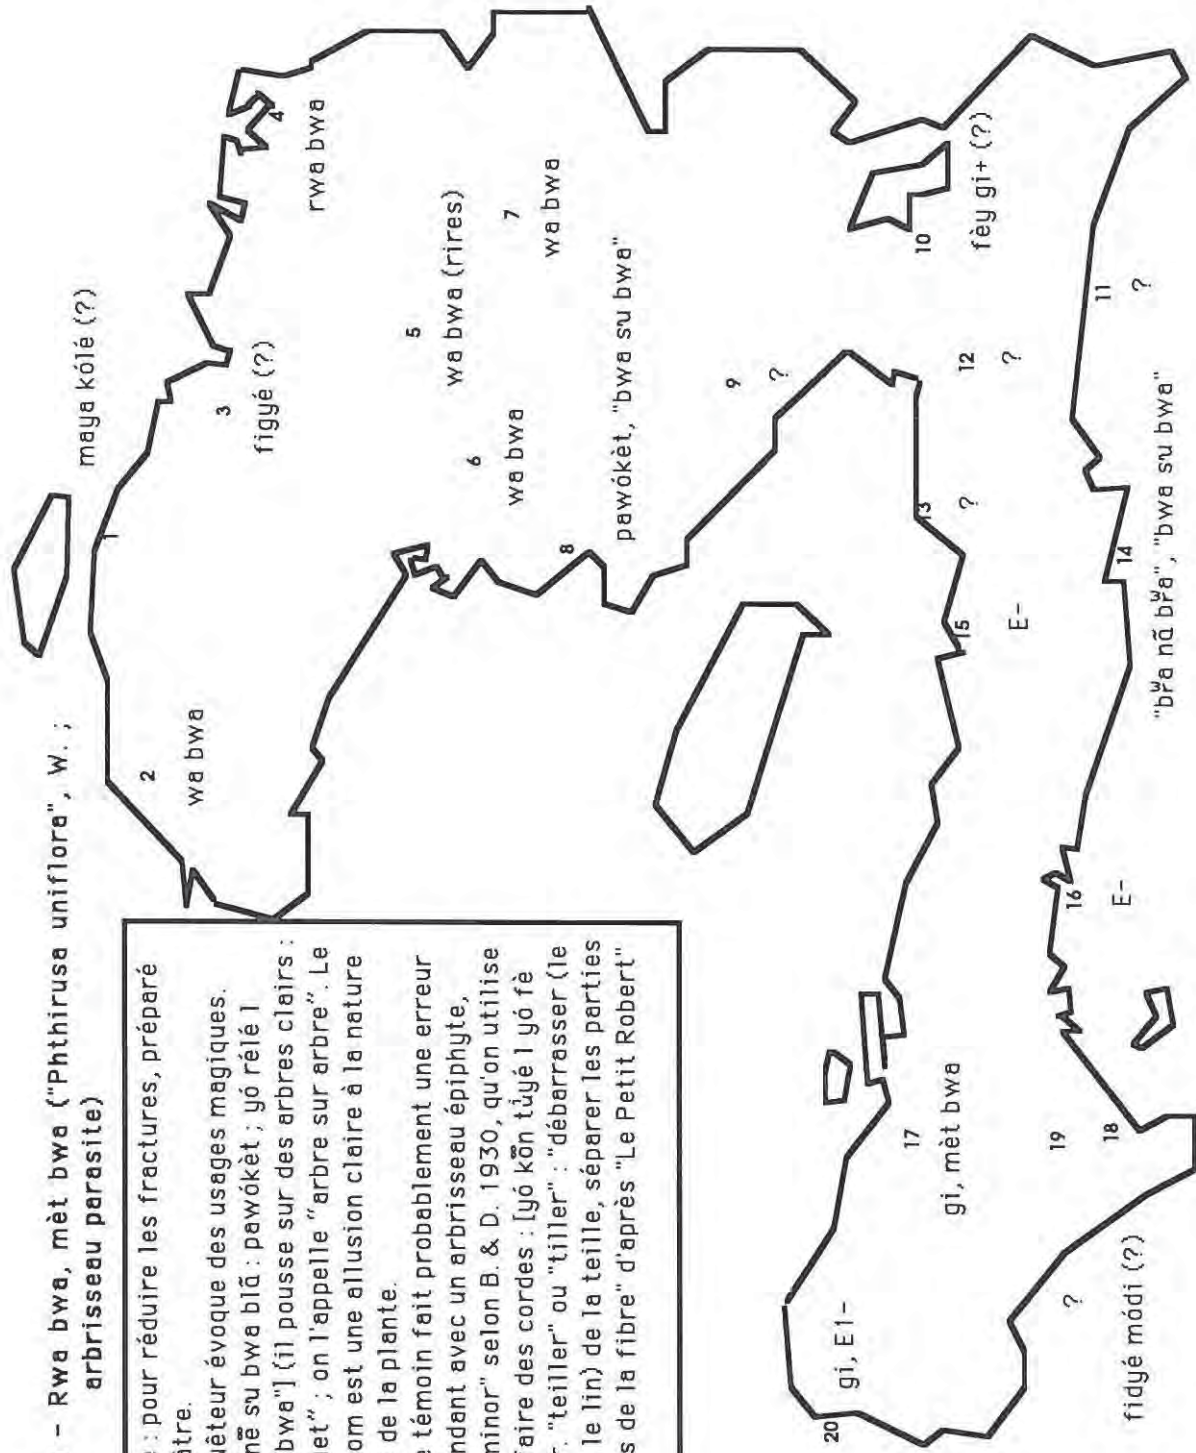 - Rwa bwa, mèt bwa ("Phthirusa uniflora", W. ;
arbrisseau parasite)
: pour réduire les fractures, préparé
âtre.
uêteur évoque des usages magiques.
nẽ su bwa blã : pawókèt ; yó rélé l
bwa"] (il pousse sur des arbres clairs :
uet" ; on l'appelle "arbre sur arbre". Le
om est une allusion claire à la nature
de la plante.
e témoin fait probablement une erreur
ndant avec un arbrisseau épiphyte,
minor" selon B. & D. 1930, qu'on utilise
faire des cordes : [yó kõn tùyé l yó fè
r. "teiller" ou "tiller" : "débarrasser (le
le lin) de la teille, séparer les parties
s de la fibre" d'après "Le Petit Robert"
maya kólé (?)
1
2
wa bwa
3
figyé (?)
4
rwa bwa
5
wa bwa (rires)
6
wa bwa
7
wa bwa
8
pawókèt, "bwa su bwa"
9
?
10
fèy gi+ (?)
11
?
12
?
13
?
14
"bwa nã bwa", "bwa su bwa"
15
E-
16
E-
17
gi, mèt bwa
18
19
?
fidyé módi (?)
20
gi, E1-